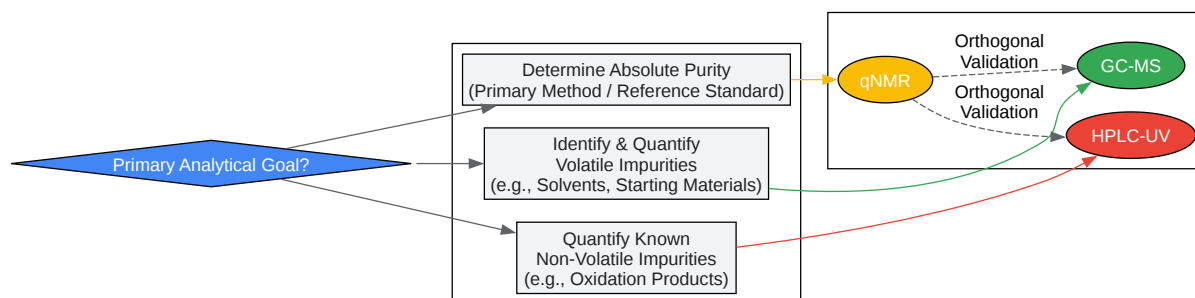 Primary Analytical Goal?
Determine Absolute Purity
(Primary Method / Reference Standard)
Identify & Quantify
Volatile Impurities
(e.g., Solvents, Starting Materials)
Quantify Known
Non-Volatile Impurities
(e.g., Oxidation Products)
qNMR
Orthogonal
Validation
Orthogonal
Validation
GC-MS
HPLC-UV